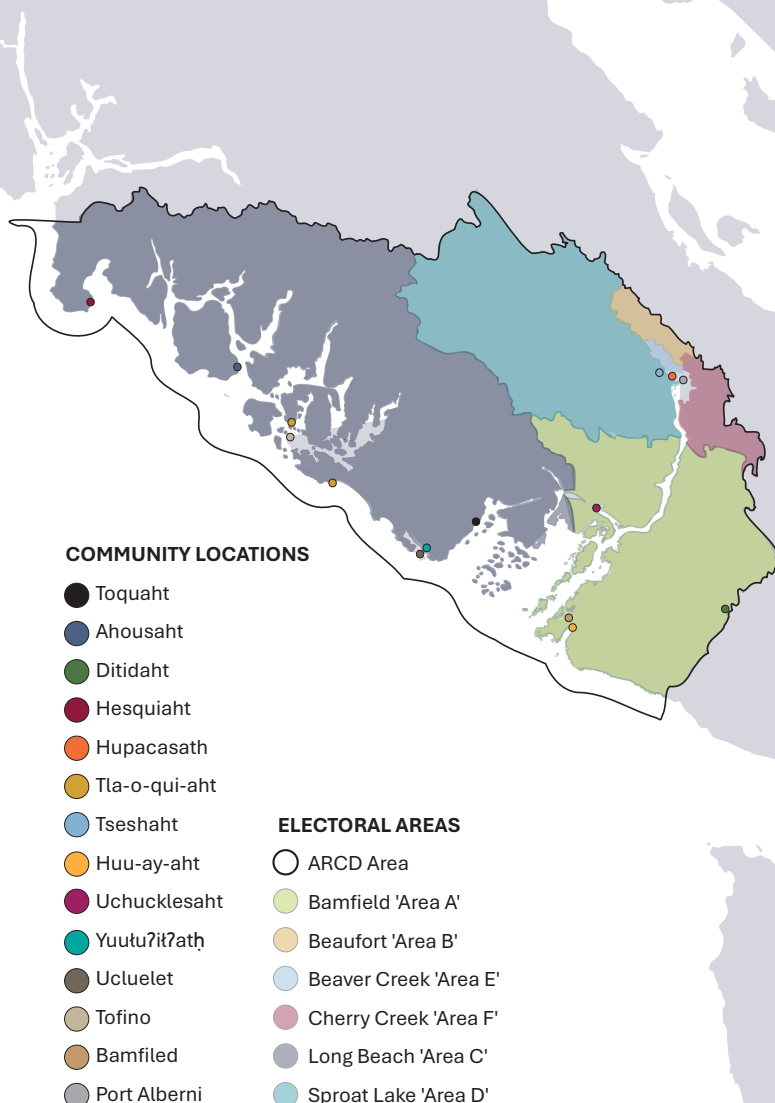 COMMUNITY LOCATIONS
Toquaht
Ahousaht
Ditidaht
Hesquiaht
Hupacasath
Tla-o-qui-aht
Tseshaht
Huu-ay-aht
Uchucklesaht
Yuułuʔiłʔatḥ
Ucluelet
Tofino
Bamfiled
Port Alberni
ELECTORAL AREAS
ARCD Area
Bamfield 'Area A'
Beaufort 'Area B'
Beaver Creek 'Area E'
Cherry Creek 'Area F'
Long Beach 'Area C'
Sproat Lake 'Area D'